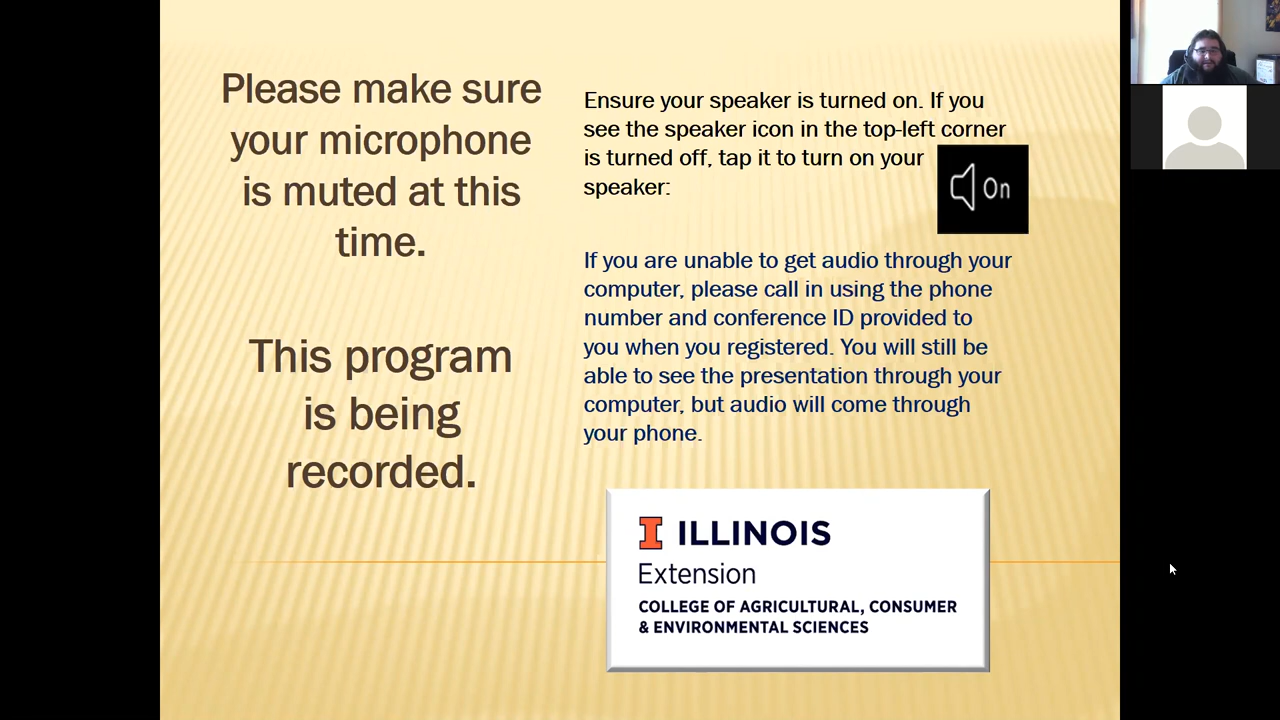 Please make sure
your microphone
is muted at this
time.
This program
is being
recorded.
Ensure your speaker is turned on. If you
see the speaker icon in the top-left corner
is turned off, tap it to turn on your
speaker:
On
If you are unable to get audio through your
computer, please call in using the phone
number and conference ID provided to
you when you registered. You will still be
able to see the presentation through your
computer, but audio will come through
your phone.
I ILLINOIS
Extension
COLLEGE OF AGRICULTURAL, CONSUMER
& ENVIRONMENTAL SCIENCES